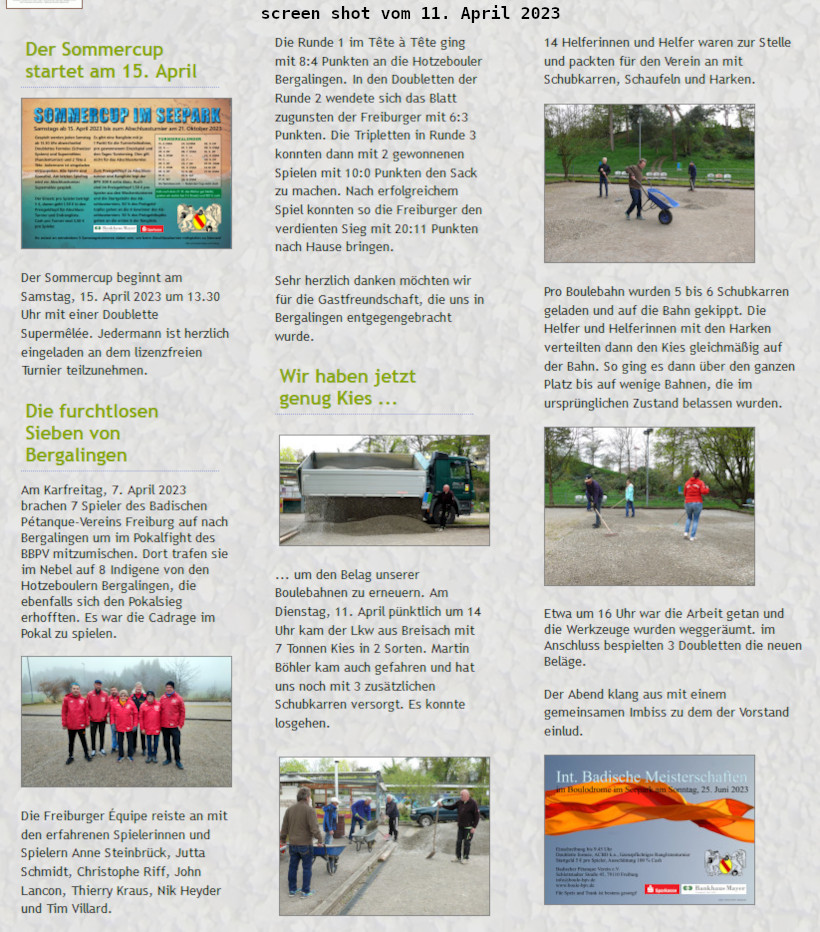 screen shot vom 11. April 2023
Der Sommercup
startet am 15. April
SOMMERCUP IM SEEPARK
Samstags ab 15. April 2023 bis zum Abschlussturnier am 21. Oktober 2023
Der Sommercup beginnt am
Samstag, 15. April 2023 um 13.30
Uhr mit einer Doublette
Supermêlée. Jedermann ist herzlich
eingeladen an dem lizenzfreien
Turnier teilzunehmen.
Die furchtlosen
Sieben von
Bergalingen
Am Karfreitag, 7. April 2023
brachen 7 Spieler des Badischen
Pétanque-Vereins Freiburg auf nach
Bergalingen um im Pokalfight des
BBPV mitzumischen. Dort trafen sie
im Nebel auf 8 Indigene von den
Hotzeboulern Bergalingen, die
ebenfalls sich den Pokalsieg
erhofften. Es war die Cadrage im
Pokal zu spielen.
Die Freiburger Équipe reiste an mit
den erfahrenen Spielerinnen und
Spielern Anne Steinbrück, Jutta
Schmidt, Christophe Riff, John
Lancon, Thierry Kraus, Nik Heyder
und Tim Villard.
Die Runde 1 im Tête à Tête ging
mit 8:4 Punkten an die Hotzebouler
Bergalingen. In den Doubletten der
Runde 2 wendete sich das Blatt
zugunsten der Freiburger mit 6:3
Punkten. Die Tripletten in Runde 3
konnten dann mit 2 gewonnenen
Spielen mit 10:0 Punkten den Sack
zu machen. Nach erfolgreichem
Spiel konnten so die Freiburger den
verdienten Sieg mit 20:11 Punkten
nach Hause bringen.
Sehr herzlich danken möchten wir
für die Gastfreundschaft, die uns in
Bergalingen entgegengebracht
wurde.
Wir haben jetzt
genug Kies ...
... um den Belag unserer
Boulebahnen zu erneuern. Am
Dienstag, 11. April pünktlich um 14
Uhr kam der Lkw aus Breisach mit
7 Tonnen Kies in 2 Sorten. Martin
Böhler kam auch gefahren und hat
uns noch mit 3 zusätzlichen
Schubkarren versorgt. Es konnte
losgehen.
14 Helferinnen und Helfer waren zur Stelle
und packten für den Verein an mit
Schubkarren, Schaufeln und Harken.
Pro Boulebahn wurden 5 bis 6 Schubkarren
geladen und auf die Bahn gekippt. Die
Helfer und Helferinnen mit den Harken
verteilten dann den Kies gleichmäßig auf
der Bahn. So ging es dann über den ganzen
Platz bis auf wenige Bahnen, die im
ursprünglichen Zustand belassen wurden.
Etwa um 16 Uhr war die Arbeit getan und
die Werkzeuge wurden weggeräumt. im
Anschluss bespielten 3 Doubletten die neuen
Beläge.
Der Abend klang aus mit einem
gemeinsamen Imbiss zu dem der Vorstand
einlud.
Int. Badische Meisterschaften
im Boulodrome im Seepark am Sonntag, 25. Juni 2023
Sparkasse
Bankhaus Mayer